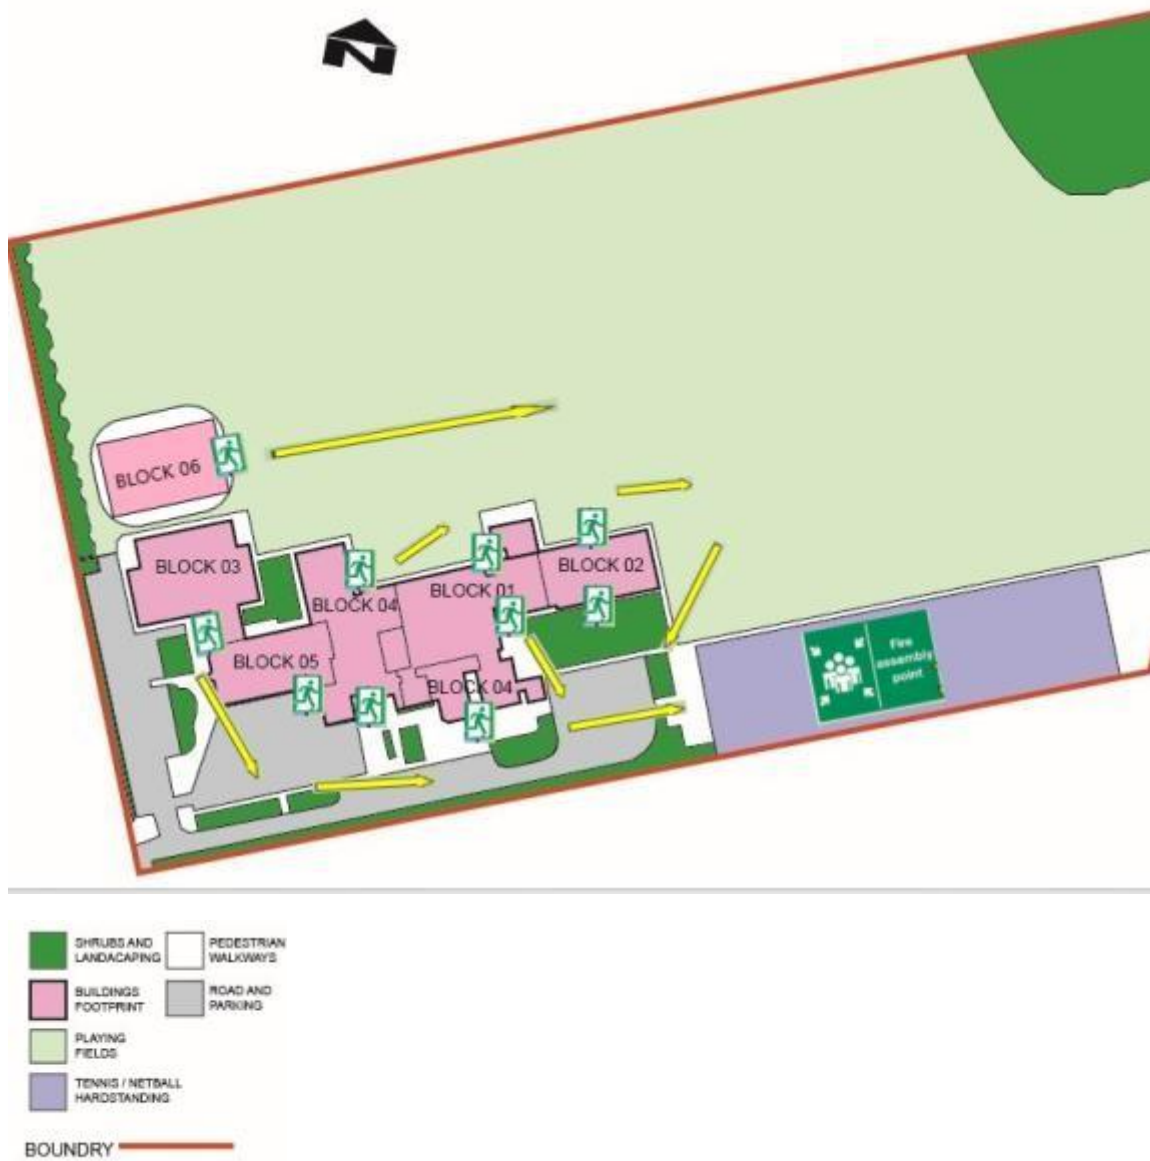 N
BLOCK 06
BLOCK 03
BLOCK 04
BLOCK 01
BLOCK 02
BLOCK 05
BLOCK 04
Fire
assembly
point
SHRUBS AND
LANDACAPING
PEDESTRIAN
WALKWAYS
BUILDINGS
FOOTPRINT
ROAD AND
PARKING
PLAYING
FIELDS
TENNIS / NETBALL
HARDSTANDING
BOUNDRY